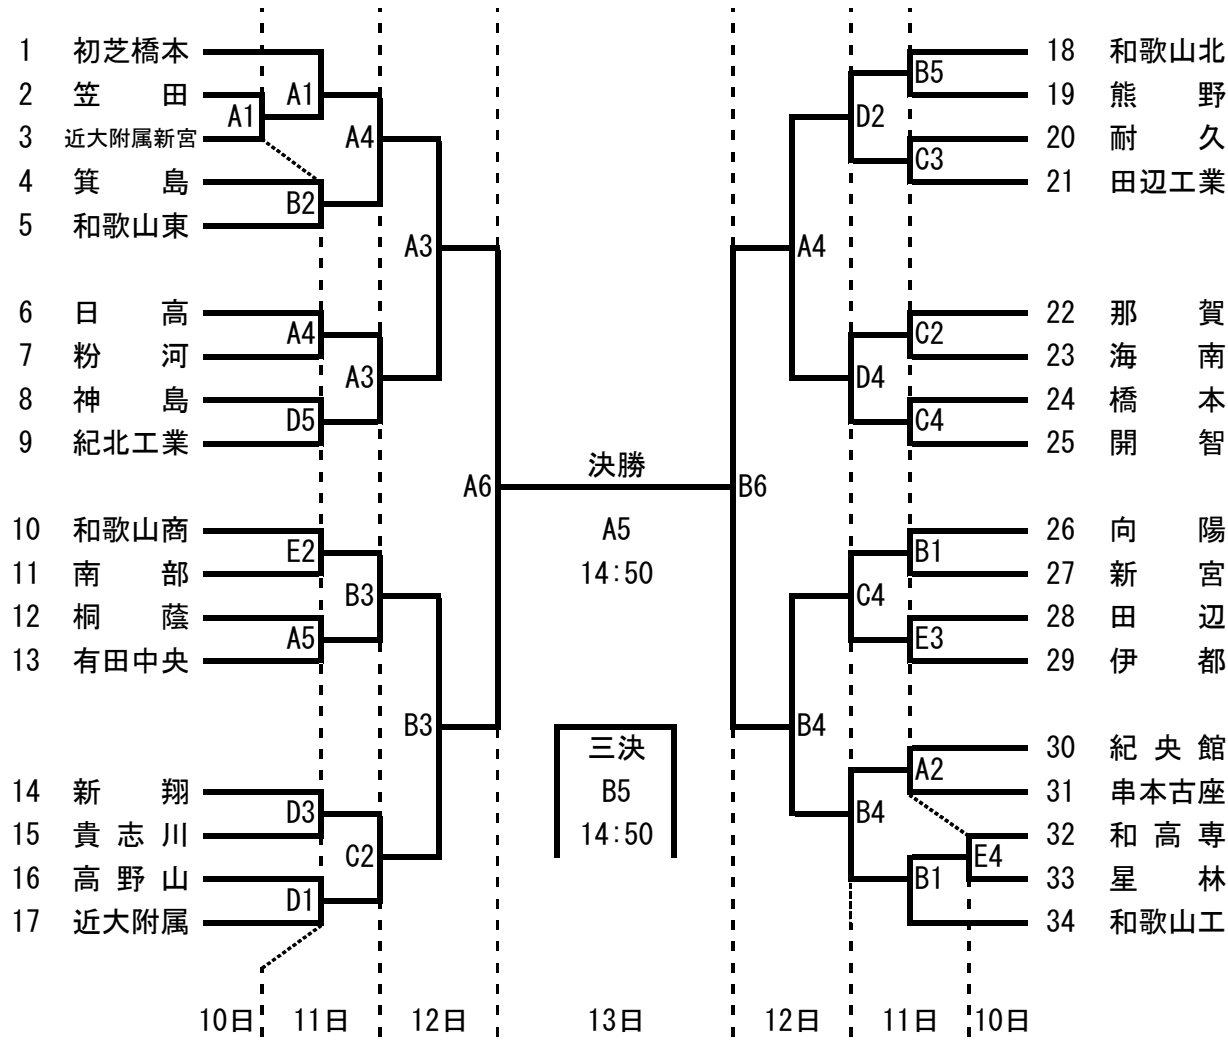 1 初芝橋本
2 笠田
3 近大附属新宮
4 箕島
5 和歌山東
6 日高
7 粉河
8 神島
9 紀北工業
10 和歌山商
11 南部
12 桐蔭
13 有田中央
14 新翔
15 貴志川
16 高野山
17 近大附属
A1
A1
B2
A4
A4
D5
A3
A3
E2
A5
B3
D3
D1
C2
B3
A6
決勝
A5
14:50
三決
B5
14:50
B6
A4
B4
D2
D4
C4
B4
B5
C3
C2
C4
B1
E3
A2
B1
E4
18 和歌山北
19 熊野
20 耐久
21 田辺工業
22 那賀
23 海南
24 橋本
25 開智
26 向陽
27 新宮
28 田辺
29 伊都
30 紀央館
31 串本古座
32 和高専
33 星林
34 和歌山工
10日 11日 12日 13日 12日 11日 10日